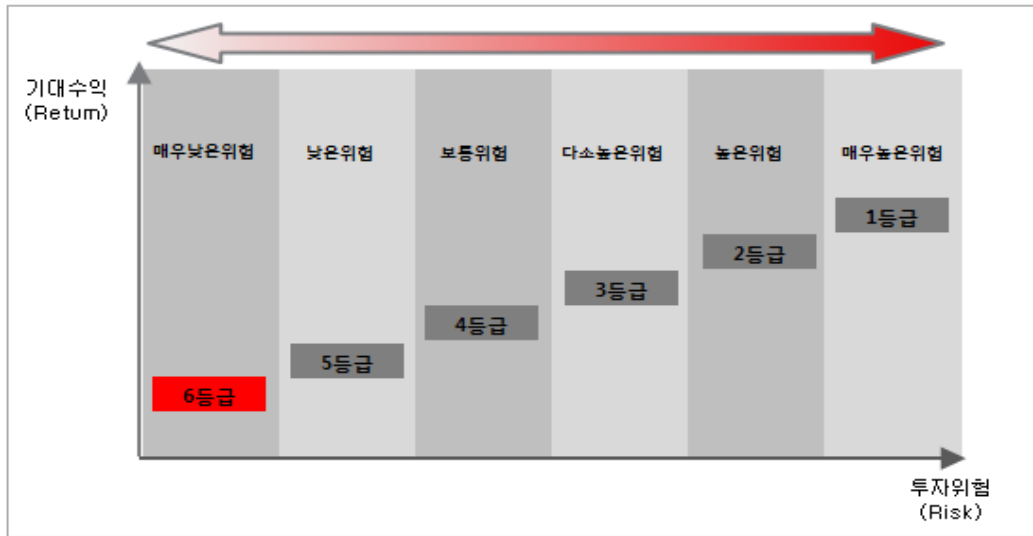 기대수익
(Return)
매우낮은위험
낮은위험
보통위험
다소높은위험
높은위험
매우높은위험
1등급
2등급
3등급
4등급
5등급
6등급
투자위험
(Risk)